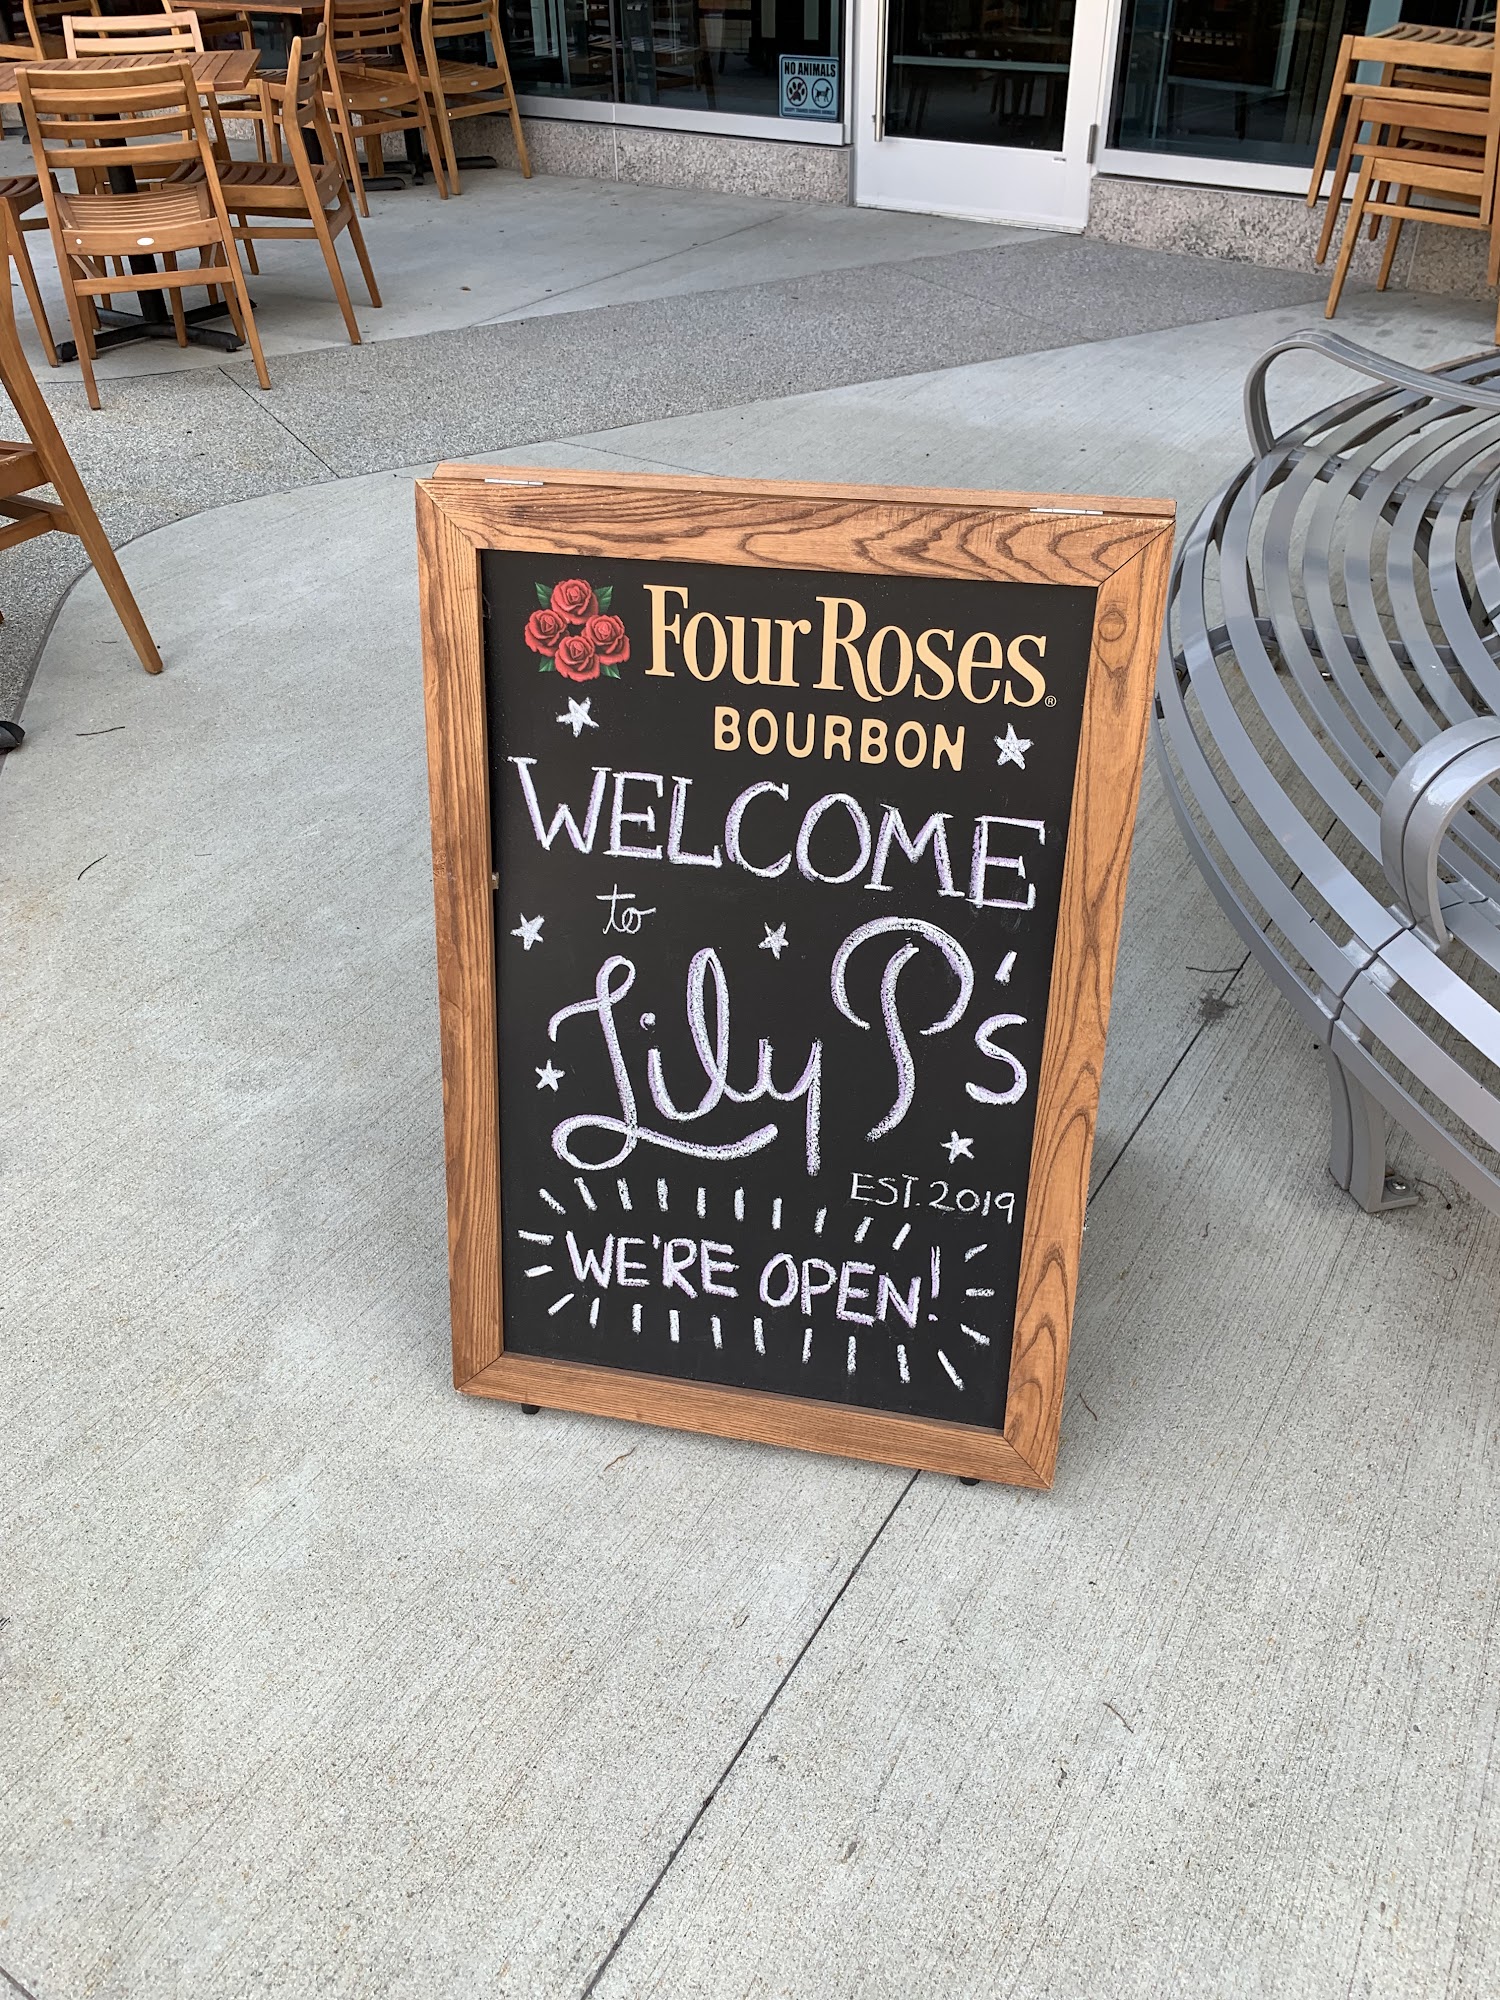 NO ANIMALS
Four Roses®
BOURBON
WELCOME
to
Lily P's
EST. 2019
WE'RE OPEN!